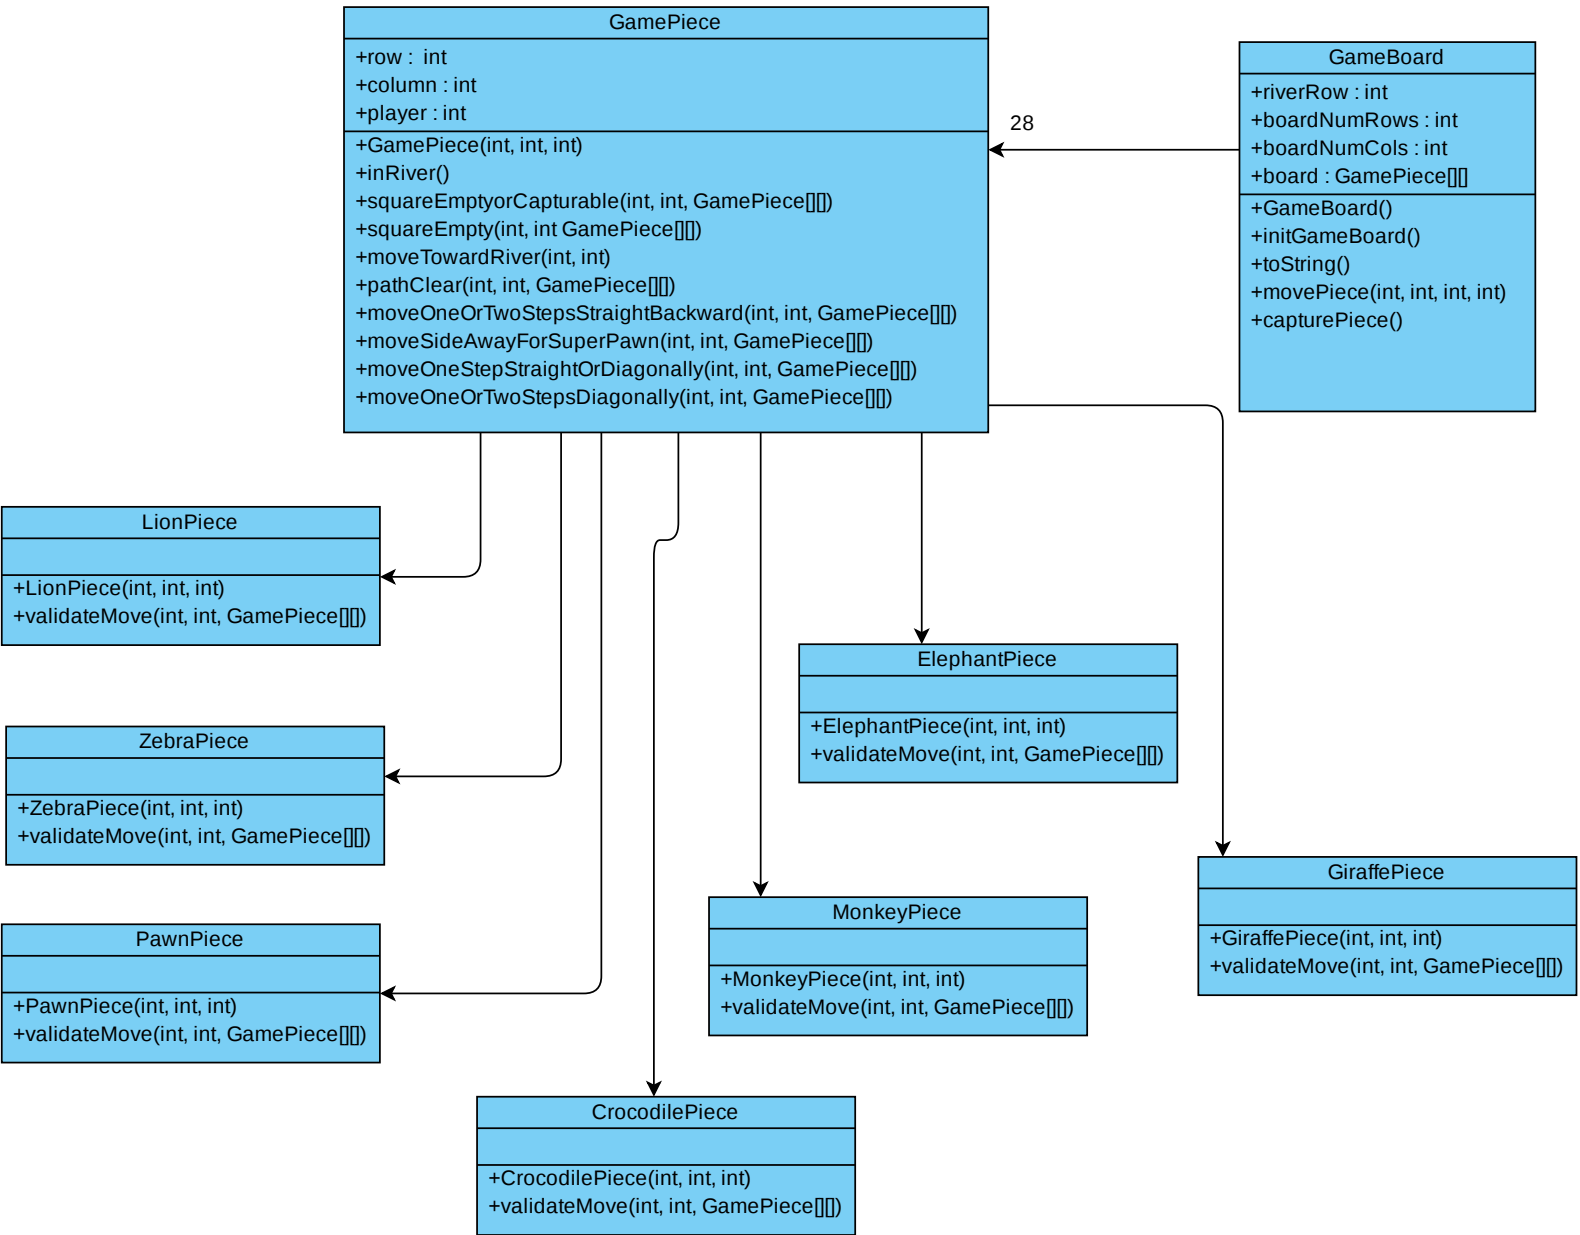 GamePiece
+row :  int
+column : int
+player : int
+GamePiece(int, int, int)
+inRiver()
+squareEmptyorCapturable(int, int, GamePiece[][])
+squareEmpty(int, int GamePiece[][])
+moveTowardRiver(int, int)
+pathClear(int, int, GamePiece[][])
+moveOneOrTwoStepsStraightBackward(int, int, GamePiece[][])
+moveSideAwayForSuperPawn(int, int, GamePiece[][])
+moveOneStepStraightOrDiagonally(int, int, GamePiece[][])
+moveOneOrTwoStepsDiagonally(int, int, GamePiece[][])
28
GameBoard
+riverRow : int
+boardNumRows : int
+boardNumCols : int
+board : GamePiece[][]
+GameBoard()
+initGameBoard()
+toString()
+movePiece(int, int, int, int)
+capturePiece()
LionPiece
+LionPiece(int, int, int)
+validateMove(int, int, GamePiece[][])
ElephantPiece
+ElephantPiece(int, int, int)
+validateMove(int, int, GamePiece[][])
ZebraPiece
+ZebraPiece(int, int, int)
+validateMove(int, int, GamePiece[][])
GiraffePiece
+GiraffePiece(int, int, int)
+validateMove(int, int, GamePiece[][])
MonkeyPiece
+MonkeyPiece(int, int, int)
+validateMove(int, int, GamePiece[][])
PawnPiece
+PawnPiece(int, int, int)
+validateMove(int, int, GamePiece[][])
CrocodilePiece
+CrocodilePiece(int, int, int)
+validateMove(int, int, GamePiece[][])